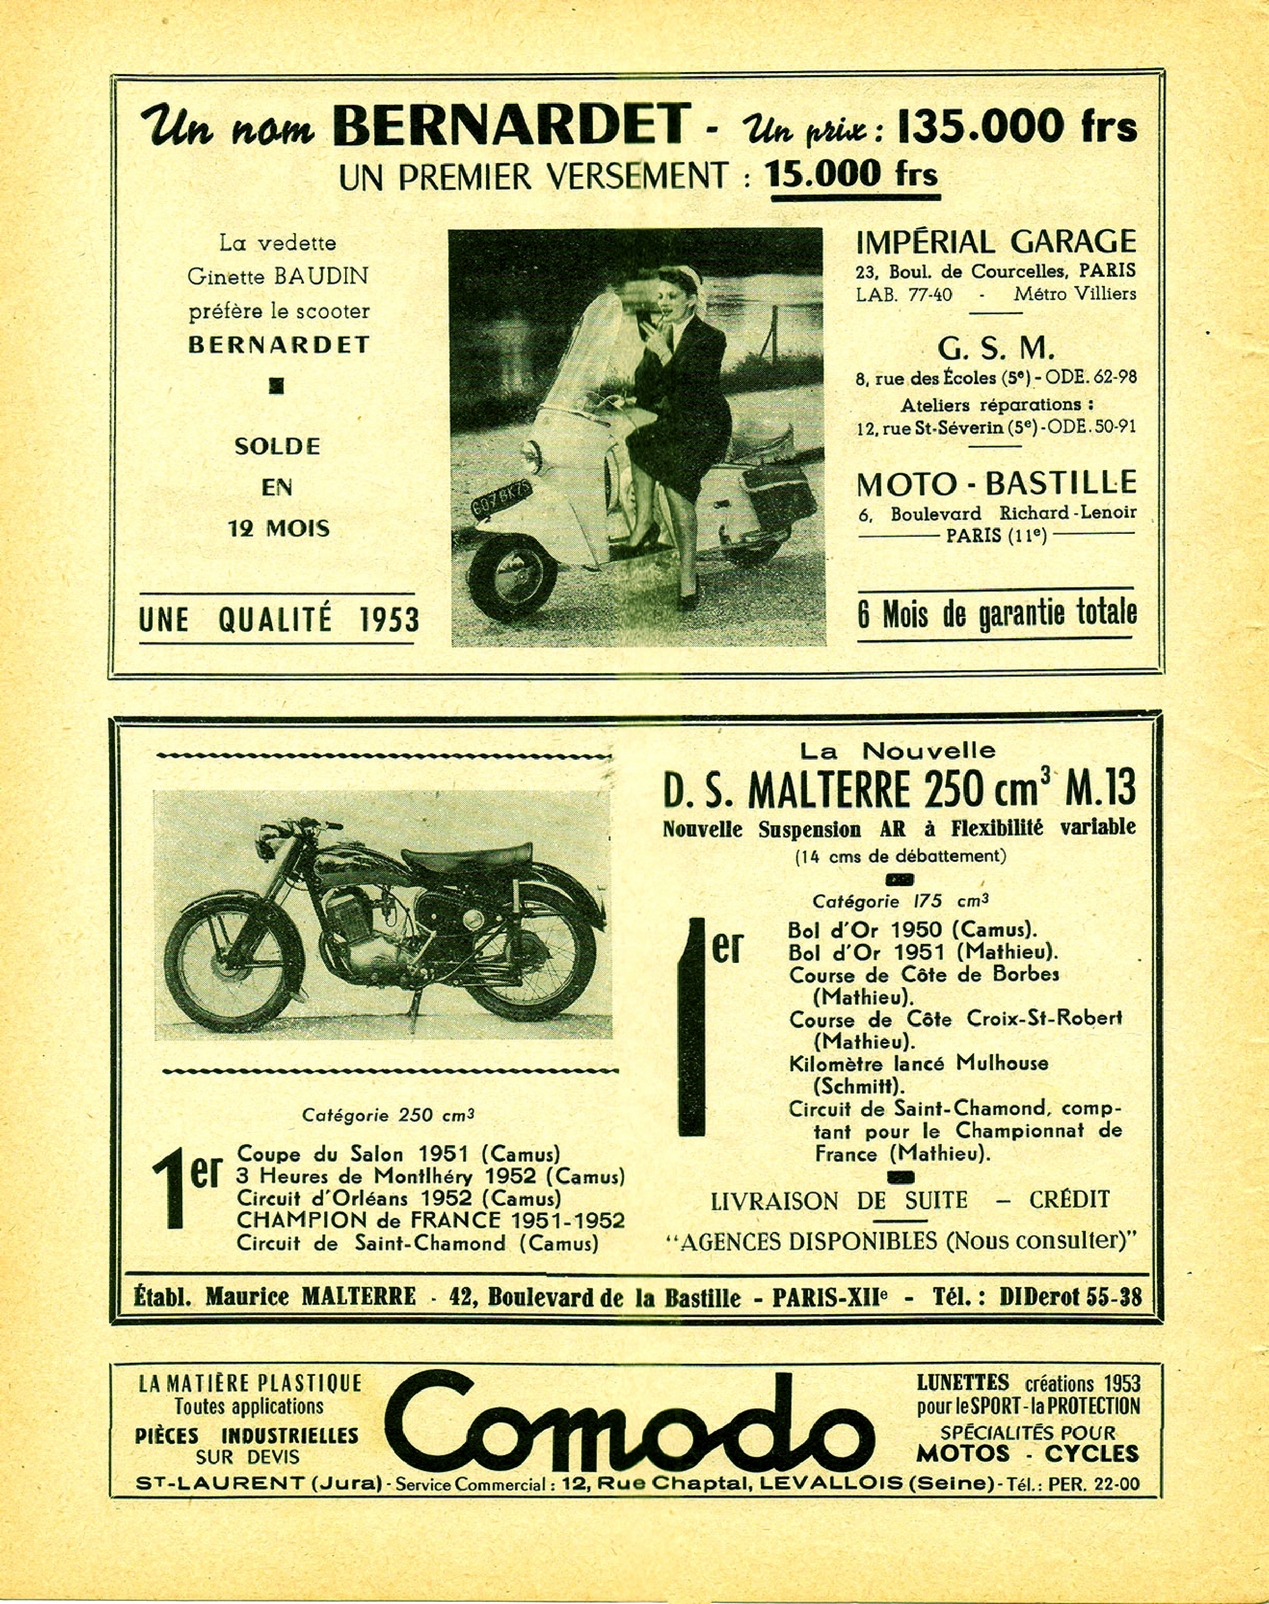 Un nom BERNARDET - Un prix : 135.000 frs
UN PREMIER VERSEMENT : 15.000 frs
La vedette
Ginette BAUDIN
préfère le scooter
BERNARDET
SOLDE
EN
12 MOIS
UNE QUALITÉ 1953
607 BK75
IMPÉRIAL GARAGE
23, Boul. de Courcelles, PARIS
LAB. 77-40 - Métro Villiers
G. S. M.
8, rue des Écoles (5e) - ODE. 62-98
Ateliers réparations :
12, rue St-Séverin (5e) - ODE. 50-91
MOTO - BASTILLE
6, Boulevard Richard-Lenoir
PARIS (11e)
6 Mois de garantie totale
La Nouvelle
D. S. MALTERRE 250 cm3 M.13
Nouvelle Suspension AR à Flexibilité variable
(14 cms de débattement)
Catégorie 175 cm3
1er
Bol d'Or 1950 (Camus).
Bol d'Or 1951 (Mathieu).
Course de Côte de Borbes
(Mathieu).
Course de Côte Croix-St-Robert
(Mathieu).
Kilomètre lancé Mulhouse
(Schmitt).
Circuit de Saint-Chamond, comp-
tant pour le Championnat de
France (Mathieu).
Catégorie 250 cm3
1er
Coupe du Salon 1951 (Camus)
3 Heures de Montlhéry 1952 (Camus)
Circuit d'Orléans 1952 (Camus)
CHAMPION de FRANCE 1951-1952
Circuit de Saint-Chamond (Camus)
LIVRAISON DE SUITE – CRÉDIT
"AGENCES DISPONIBLES (Nous consulter)"
Établ. Maurice MALTERRE - 42, Boulevard de la Bastille - PARIS-XIIe - Tél. : DIDerot 55-38
LA MATIÈRE PLASTIQUE
Toutes applications
PIÈCES INDUSTRIELLES
SUR DEVIS
Comodo
LUNETTES créations 1953
pour le SPORT - la PROTECTION
SPÉCIALITÉS POUR
MOTOS - CYCLES
ST-LAURENT (Jura) - Service Commercial : 12, Rue Chaptal, LEVALLOIS (Seine) - Tél. : PER. 22-00